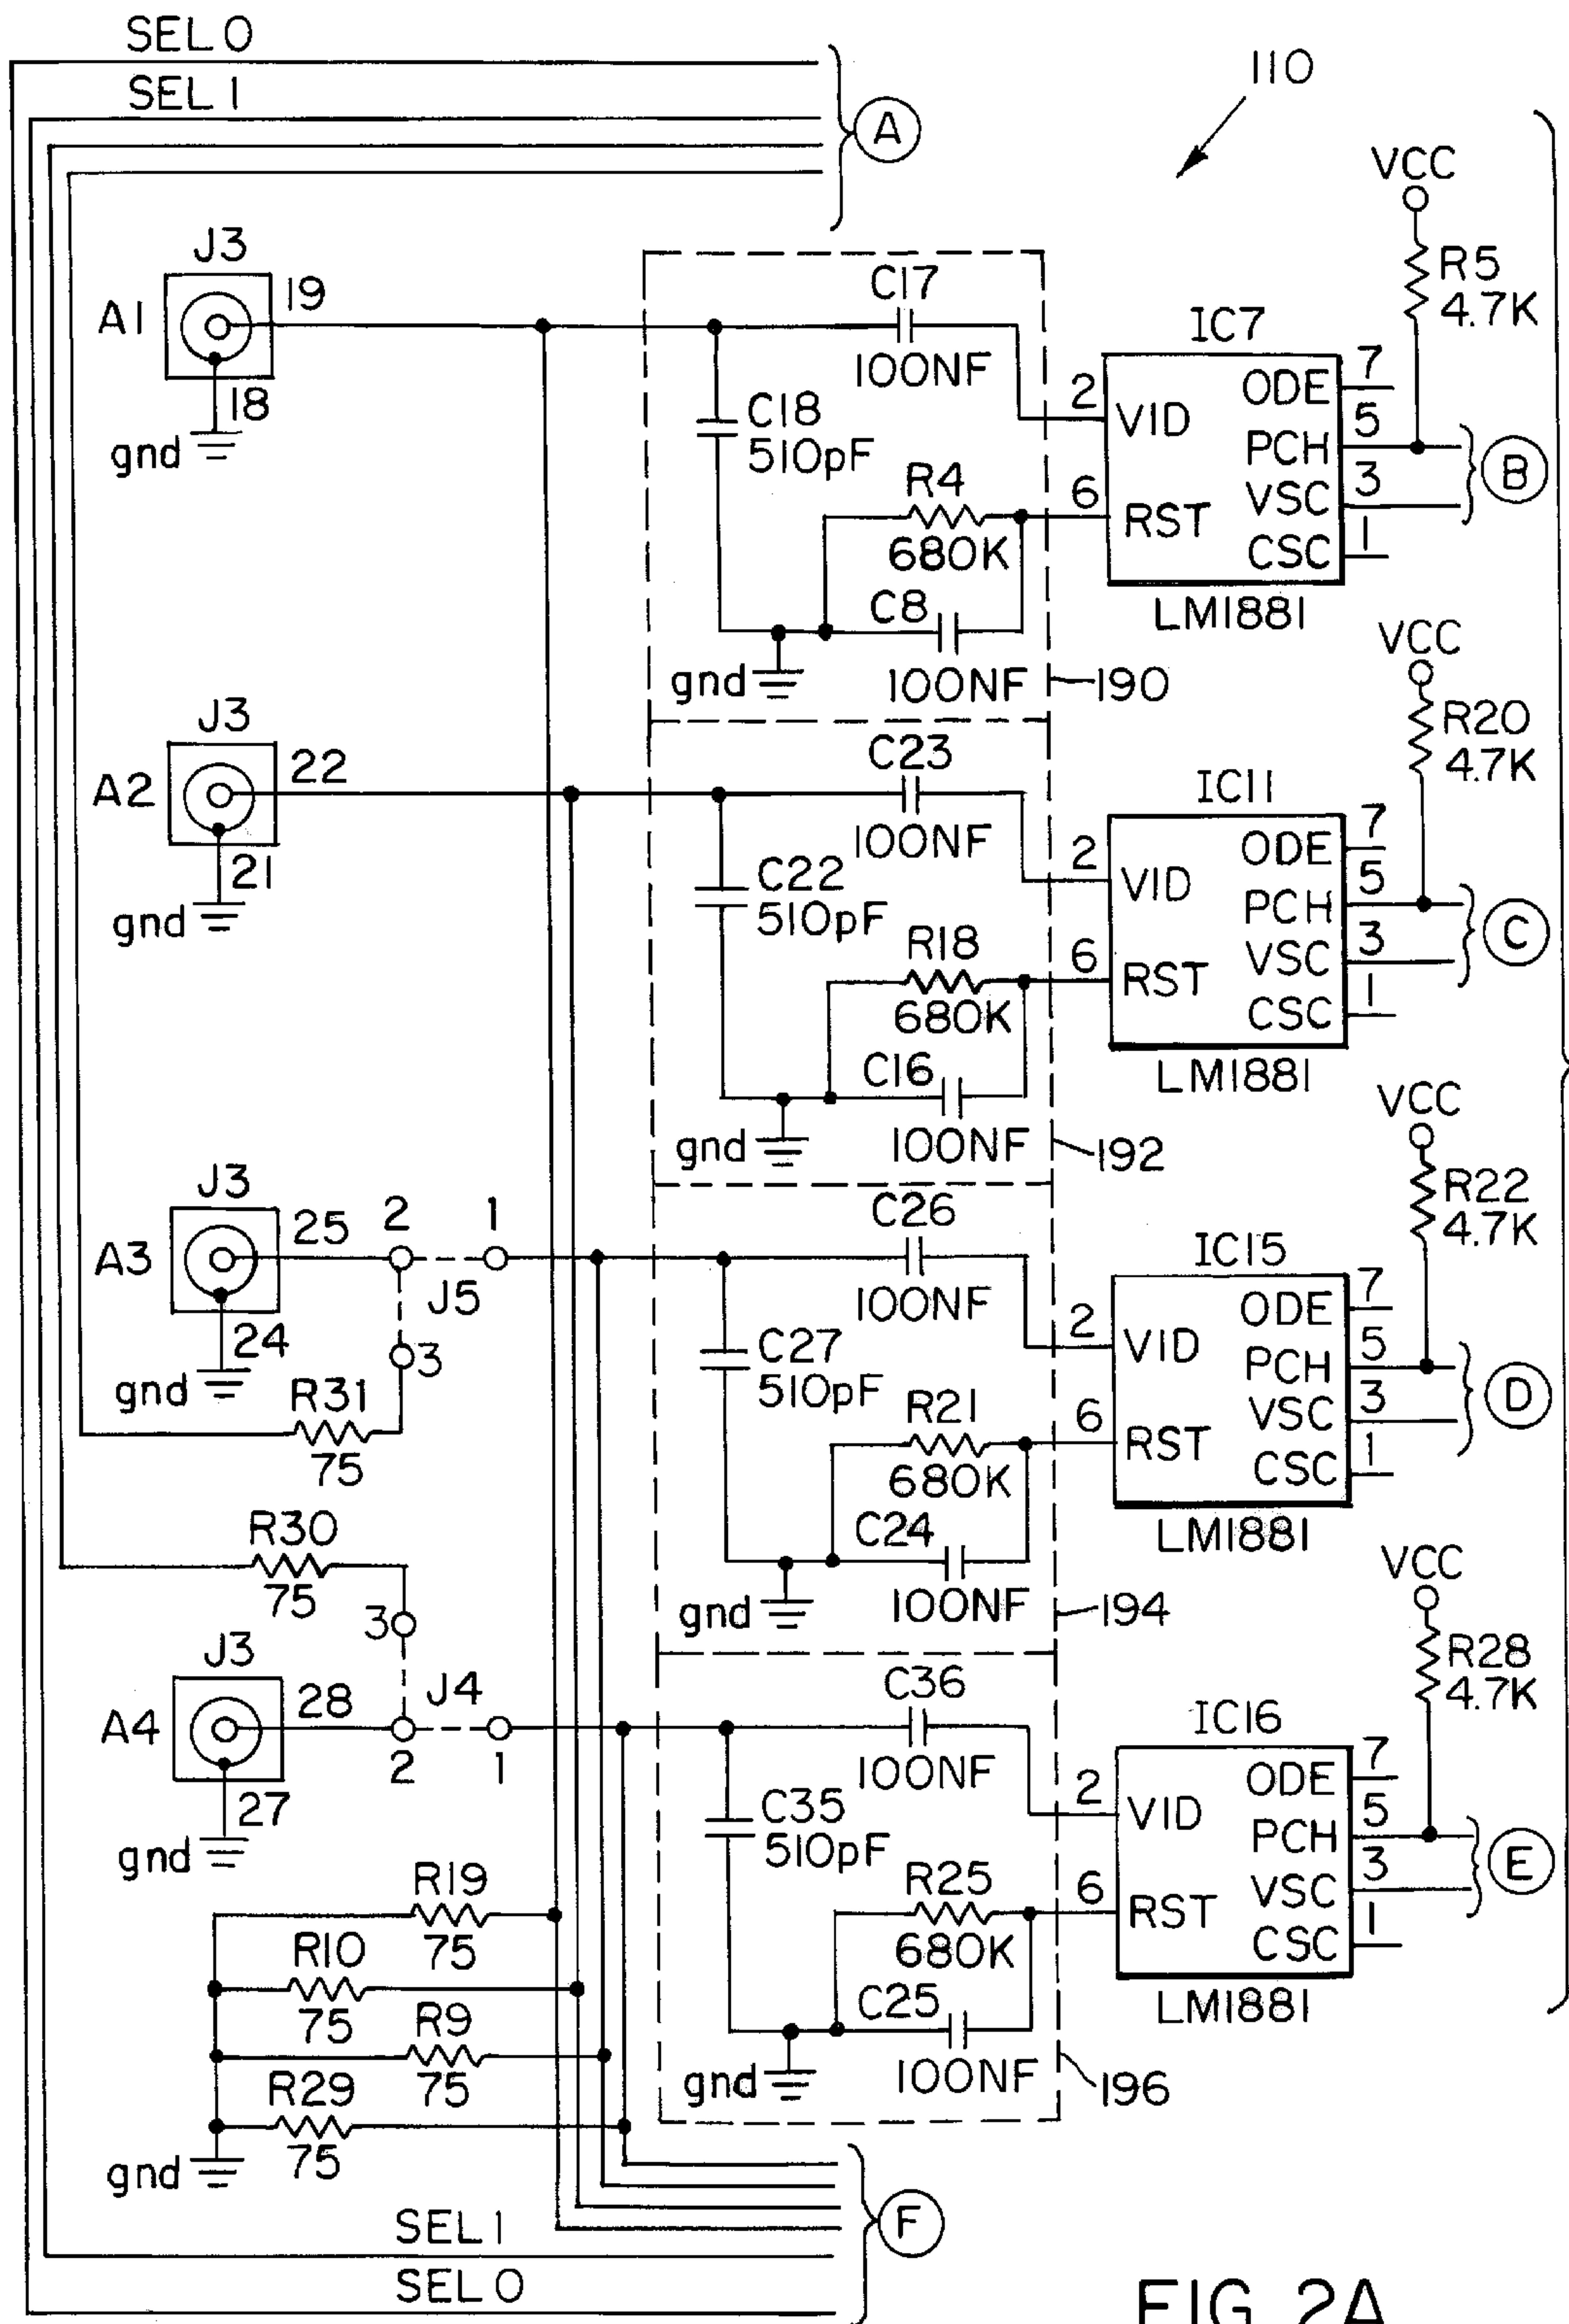 SEL 0
SEL 1
A
110
VCC
R5
4.7K
J3
A1
19
18
gnd
C17
100NF
C18
510pF
R4
680K
C8
100NF
gnd
190
IC7
2
VID
6
RST
ODE
7
PCH
5
VSC
3
CSC
1
LM1881
B
VCC
R20
4.7K
J3
A2
22
21
gnd
C23
100NF
C22
510pF
R18
680K
C16
100NF
gnd
192
IC11
2
VID
6
RST
ODE
7
PCH
5
VSC
3
CSC
1
LM1881
C
VCC
R22
4.7K
J3
A3
25
2
1
J5
3
24
gnd
R31
75
C26
100NF
C27
510pF
R21
680K
C24
100NF
gnd
194
IC15
2
VID
6
RST
ODE
7
PCH
5
VSC
3
CSC
1
LM1881
D
VCC
R28
4.7K
R30
75
3
J3
A4
28
J4
2
1
27
gnd
C36
100NF
C35
510pF
R25
680K
C25
100NF
gnd
196
IC16
2
VID
6
RST
ODE
7
PCH
5
VSC
3
CSC
1
LM1881
E
R19
75
R10
75
R9
75
R29
75
gnd
F
SEL 1
SEL 0
FIG. 2A